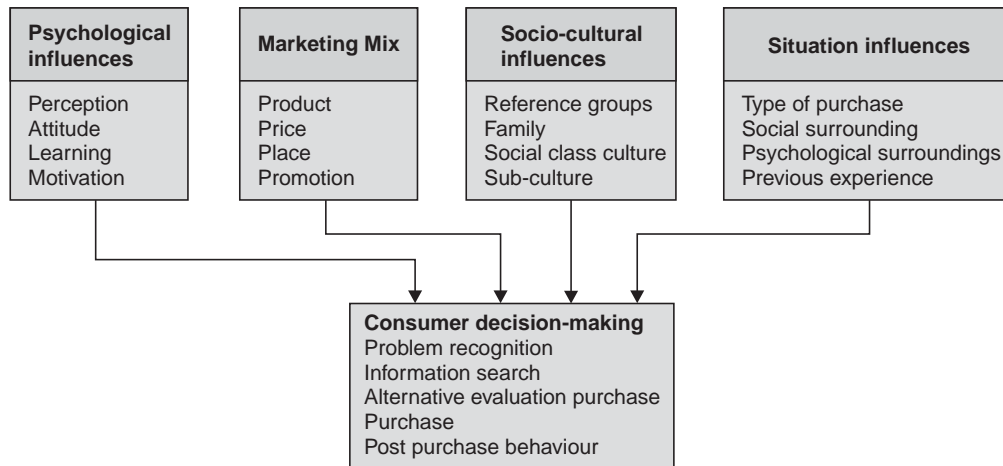 Psychological
influences
Perception
Attitude
Learning
Motivation
Marketing Mix
Product
Price
Place
Promotion
Socio-cultural
influences
Reference groups
Family
Social class culture
Sub-culture
Situation influences
Type of purchase
Social surrounding
Psychological surroundings
Previous experience
Consumer decision-making
Problem recognition
Information search
Alternative evaluation purchase
Purchase
Post purchase behaviour